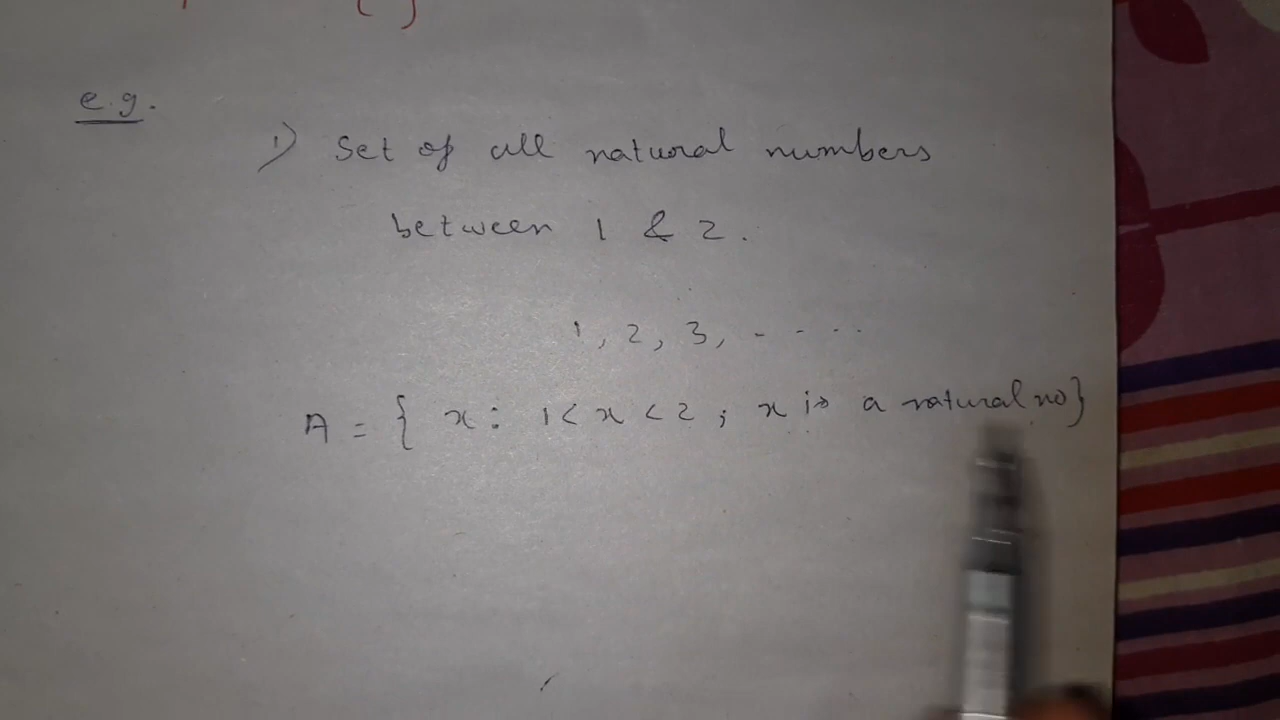 { }
e.g.
1) Set of all natural numbers
between 1 & 2.
1, 2, 3, - - - -
A = { x : 1 < x < 2 ; x is a natural no}